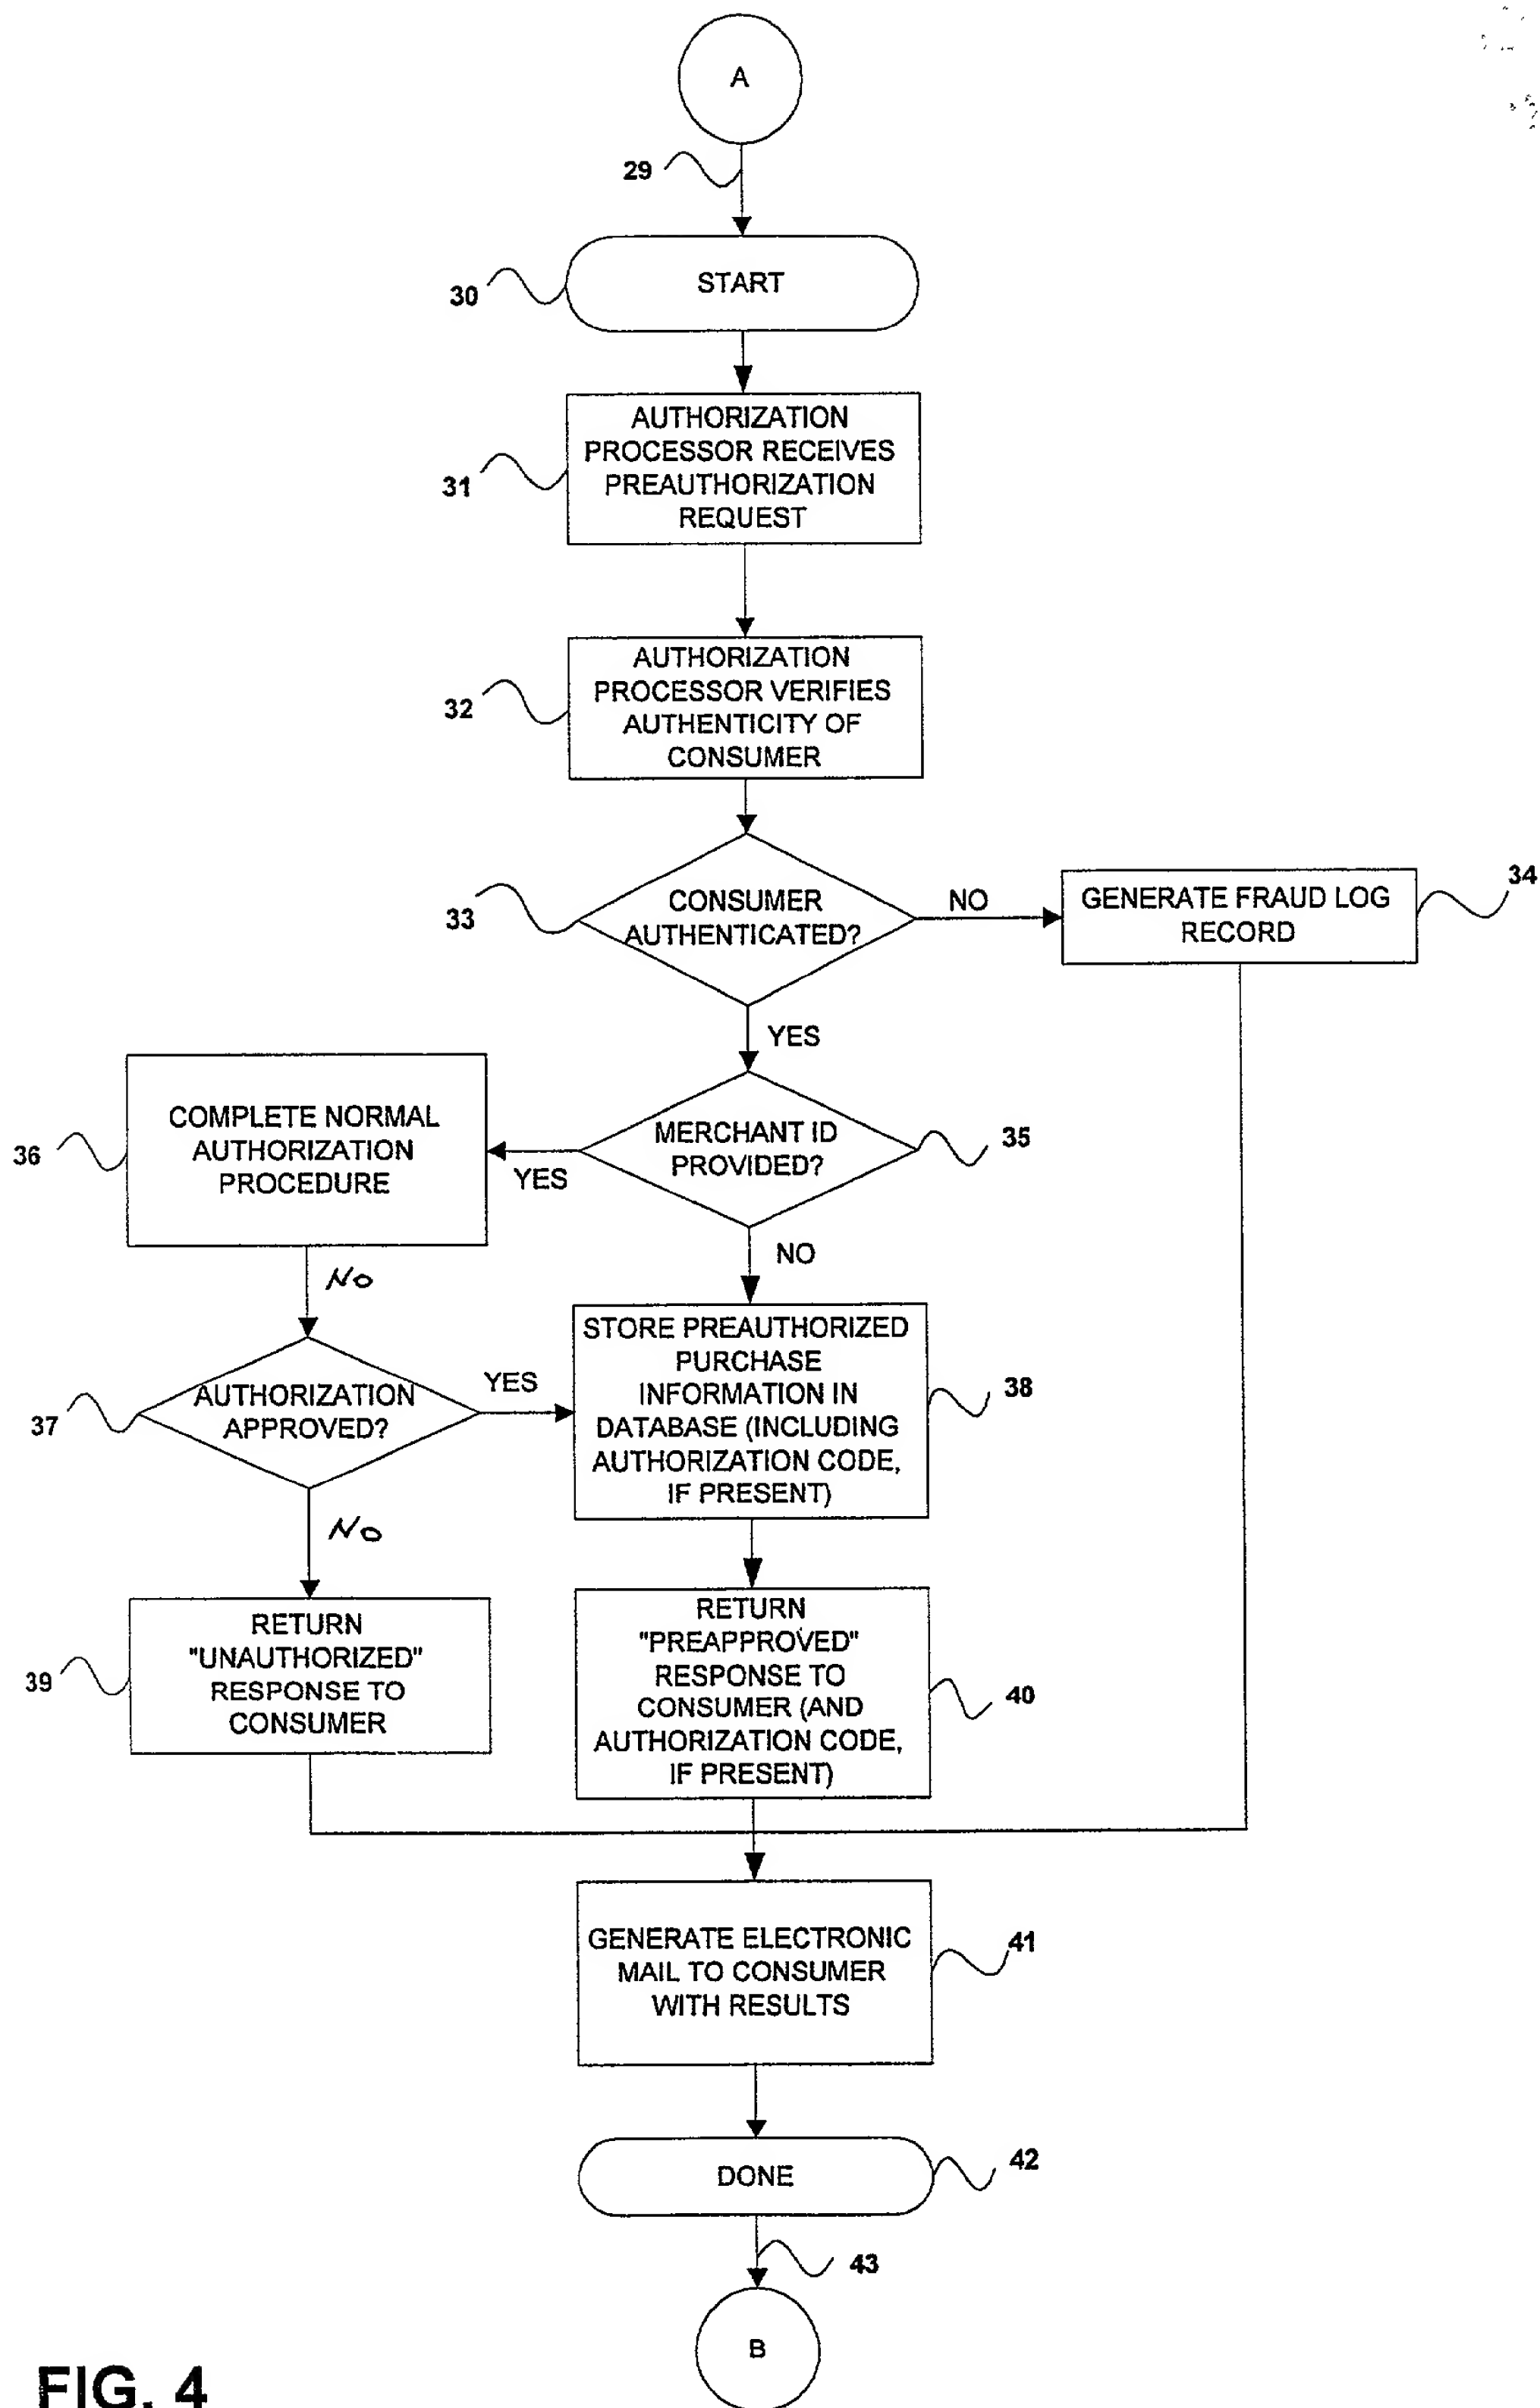 A
29
START
30
AUTHORIZATION
PROCESSOR RECEIVES
PREAUTHORIZATION
REQUEST
31
AUTHORIZATION
PROCESSOR VERIFIES
AUTHENTICITY OF
CONSUMER
32
CONSUMER
AUTHENTICATED?
33
NO
GENERATE FRAUD LOG
RECORD
34
YES
MERCHANT ID
PROVIDED?
35
YES
COMPLETE NORMAL
AUTHORIZATION
PROCEDURE
36
NO
No
AUTHORIZATION
APPROVED?
37
YES
STORE PREAUTHORIZED
PURCHASE
INFORMATION IN
DATABASE (INCLUDING
AUTHORIZATION CODE,
IF PRESENT)
38
No
RETURN
"UNAUTHORIZED"
RESPONSE TO
CONSUMER
39
RETURN
"PREAPPROVED"
RESPONSE TO
CONSUMER (AND
AUTHORIZATION CODE,
IF PRESENT)
40
GENERATE ELECTRONIC
MAIL TO CONSUMER
WITH RESULTS
41
DONE
42
43
B
FIG. 4